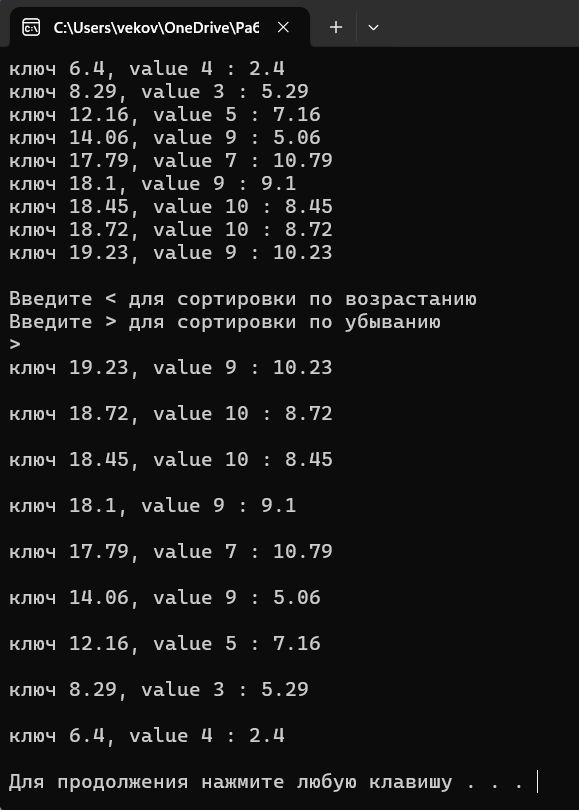 C:\Users\vekov\OneDrive\Раб
ключ 6.4, value 4 : 2.4
ключ 8.29, value 3 : 5.29
ключ 12.16, value 5 : 7.16
ключ 14.06, value 9 : 5.06
ключ 17.79, value 7 : 10.79
ключ 18.1, value 9 : 9.1
ключ 18.45, value 10 : 8.45
ключ 18.72, value 10 : 8.72
ключ 19.23, value 9 : 10.23
Введите < для сортировки по возрастанию
Введите > для сортировки по убыванию
>
ключ 19.23, value 9 : 10.23
ключ 18.72, value 10 : 8.72
ключ 18.45, value 10 : 8.45
ключ 18.1, value 9 : 9.1
ключ 17.79, value 7 : 10.79
ключ 14.06, value 9 : 5.06
ключ 12.16, value 5 : 7.16
ключ 8.29, value 3 : 5.29
ключ 6.4, value 4 : 2.4
Для продолжения нажмите любую клавишу . . .